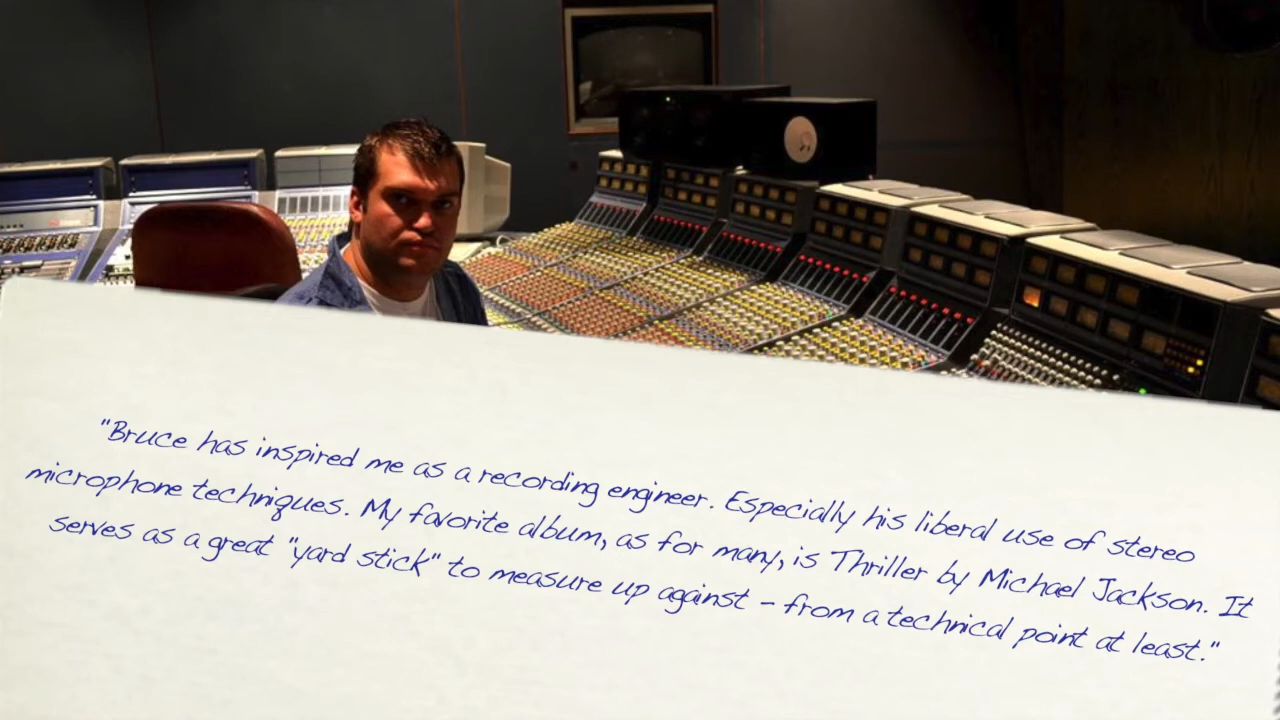 "Bruce has inspired me as a recording engineer. Especially his liberal use of stereo
microphone techniques. My favorite album, as for many, is Thriller by Michael Jackson. It
serves as a great "yard stick" to measure up against - from a technical point at least."